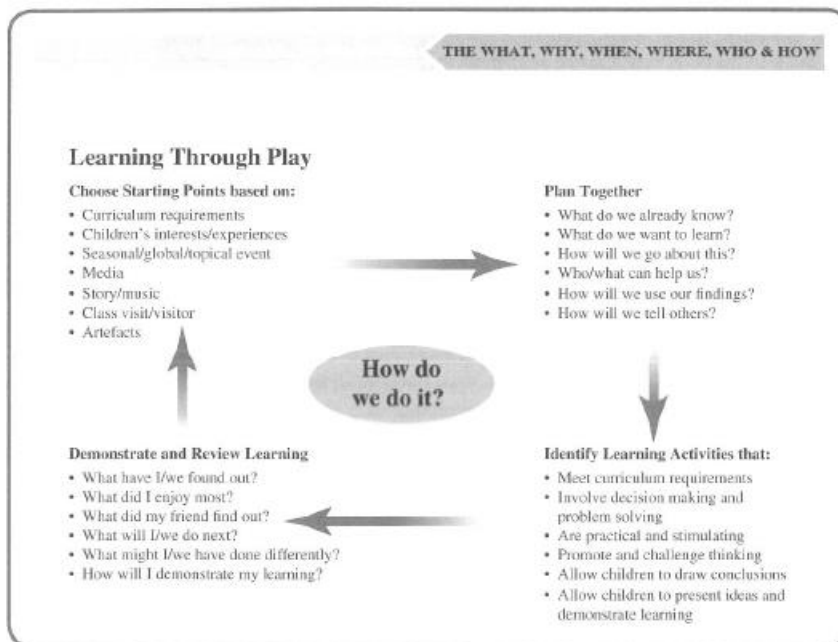 THE WHAT, WHY, WHEN, WHERE, WHO & HOW
Learning Through Play
Choose Starting Points based on:
• Curriculum requirements
• Children's interests/experiences
• Seasonal/global/topical event
• Media
• Story/music
• Class visit/visitor
• Artefacts
Plan Together
• What do we already know?
• What do we want to learn?
• How will we go about this?
• Who/what can help us?
• How will we use our findings?
• How will we tell others?
How do
we do it?
Demonstrate and Review Learning
• What have I/we found out?
• What did I enjoy most?
• What did my friend find out?
• What will I/we do next?
• What might I/we have done differently?
• How will I demonstrate my learning?
Identify Learning Activities that:
• Meet curriculum requirements
• Involve decision making and
problem solving
• Are practical and stimulating
• Promote and challenge thinking
• Allow children to draw conclusions
• Allow children to present ideas and
demonstrate learning